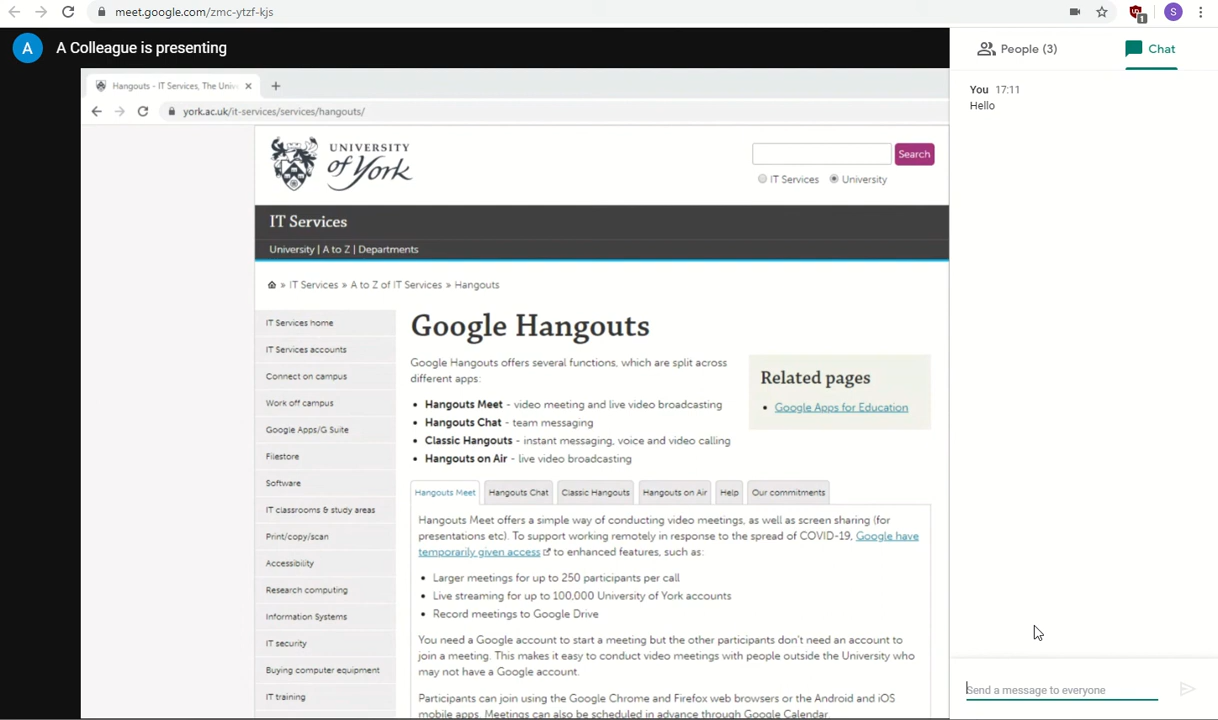 meet.google.com/zmc-ytzf-kjs
1
S
A
A Colleague is presenting
People (3)
Chat
You 17:11
Hello
Hangouts - IT Services, The Univ
york.ac.uk/it-services/services/hangouts/
UNIVERSITY
of York
Search
IT Services
University
IT Services
University | A to Z | Departments
» IT Services » A to Z of IT Services » Hangouts
IT Services home
IT Services accounts
Connect on campus
Work off campus
Google Apps/G Suite
Filestore
Software
IT classrooms & study areas
Print/copy/scan
Accessibility
Research computing
Information Systems
IT security
Buying computer equipment
IT training
Google Hangouts
Google Hangouts offers several functions, which are split across
different apps:
• Hangouts Meet - video meeting and live video broadcasting
• Hangouts Chat - team messaging
• Classic Hangouts - instant messaging, voice and video calling
• Hangouts on Air - live video broadcasting
Related pages
• Google Apps for Education
Hangouts Meet
Hangouts Chat
Classic Hangouts
Hangouts on Air
Help
Our commitments
Hangouts Meet offers a simple way of conducting video meetings, as well as screen sharing (for
presentations etc). To support working remotely in response to the spread of COVID-19, Google have
temporarily given access to enhanced features, such as:
• Larger meetings for up to 250 participants per call
• Live streaming for up to 100,000 University of York accounts
• Record meetings to Google Drive
You need a Google account to start a meeting but the other participants don't need an account to
join a meeting. This makes it easy to conduct video meetings with people outside the University who
may not have a Google account.
Participants can join using the Google Chrome and Firefox web browsers or the Android and iOS
mobile apps. Meetings can also be scheduled in advance through Google Calendar.
Send a message to everyone